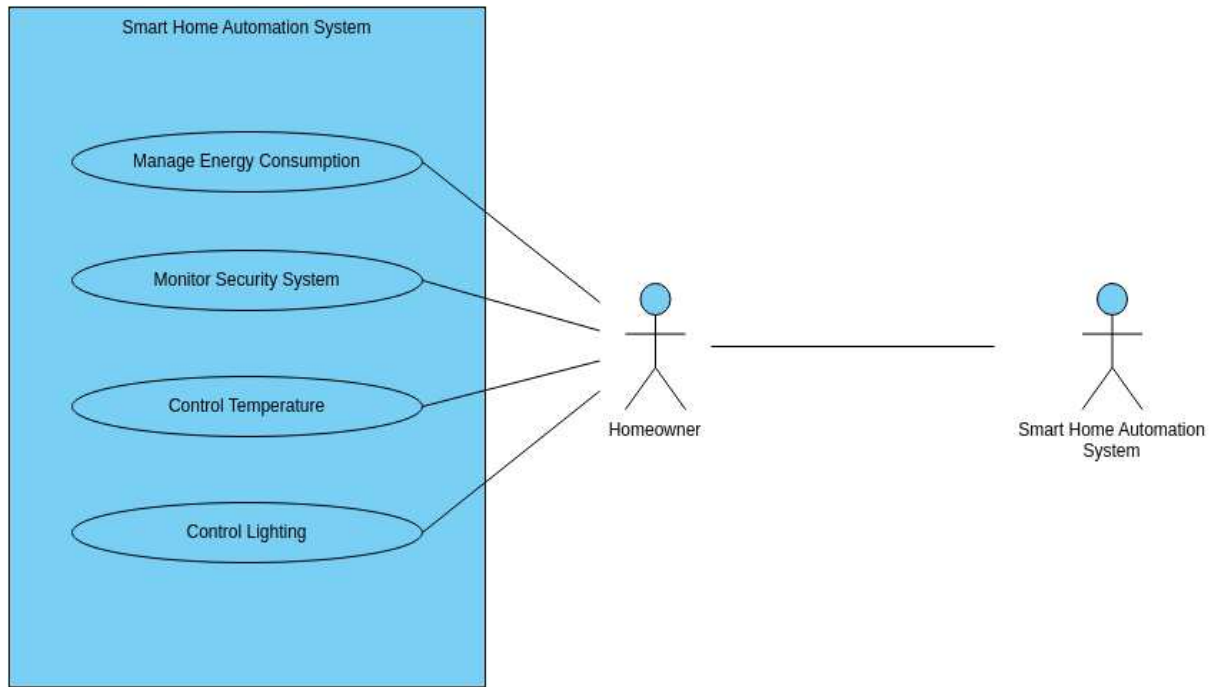 Smart Home Automation System
Manage Energy Consumption
Monitor Security System
Control Temperature
Control Lighting
Homeowner
Smart Home Automation
System